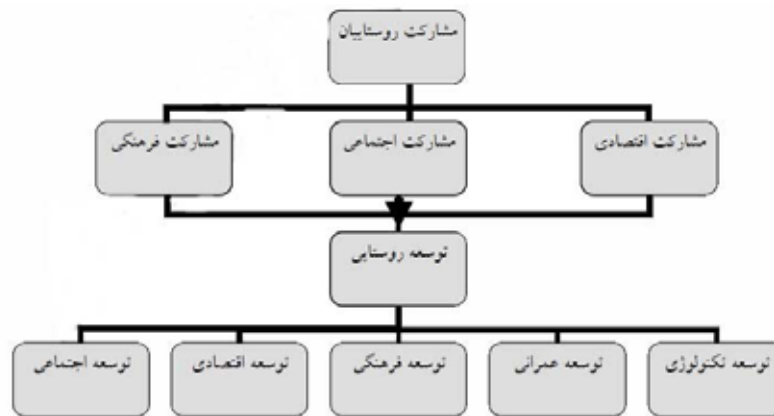 مشارکت روستاییان
مشارکت اقتصادی
مشارکت اجتماعی
مشارکت فرهنگی
توسعه روستایی
توسعه تکنولوژی
توسعه عمرانی
توسعه فرهنگی
توسعه اقتصادی
توسعه اجتماعی